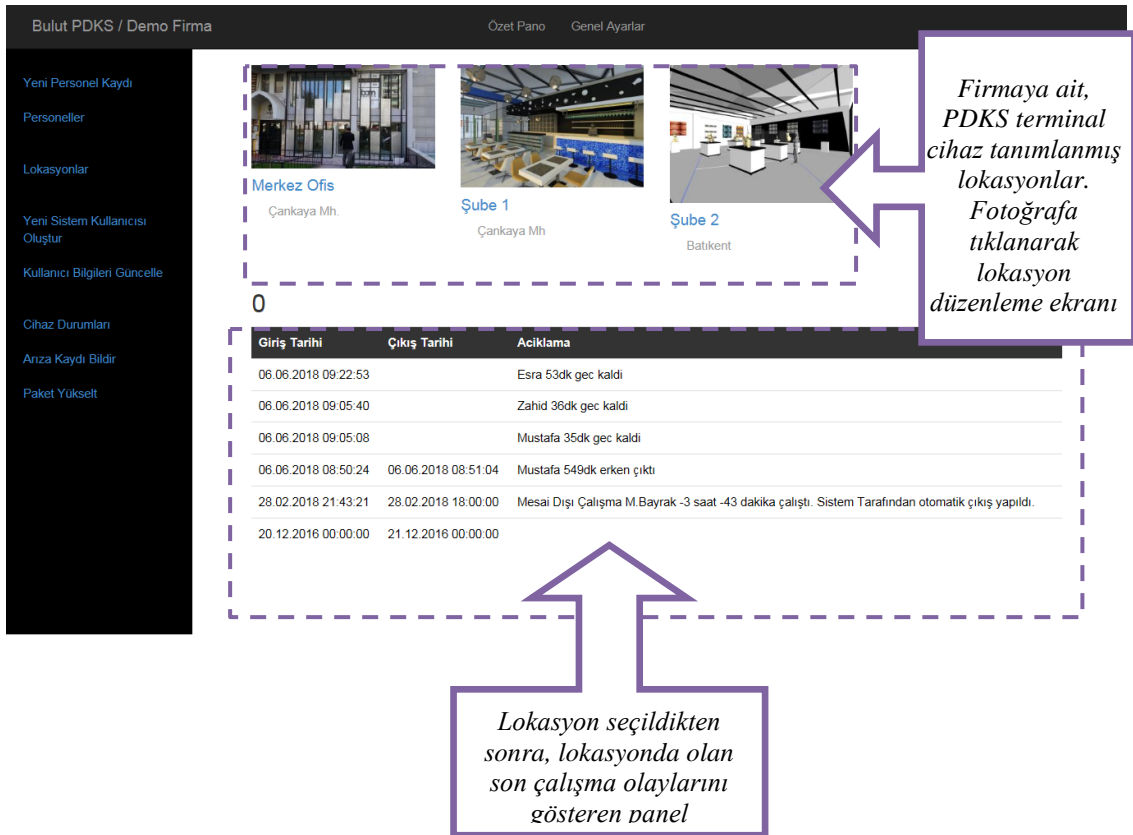 Bulut PDKS / Demo Firma
Özet Pano
Genel Ayarlar
Yeni Personel Kaydı
Personeller
Lokasyonlar
Yeni Sistem Kullanıcısı
Oluştur
Kullanıcı Bilgileri Güncelle
Cihaz Durumları
Arıza Kaydı Bildir
Paket Yükselt
Merkez Ofis
Çankaya Mh.
Şube 1
Çankaya Mh
Şube 2
Batıkent
Firmaya ait,
PDKS terminal
cihaz tanımlanmış
lokasyonlar.
Fotoğrafa
tıklanarak
lokasyon
düzenleme ekranı
0
Giriş Tarihi Çıkış Tarihi Aciklama
06.06.2018 09:22:53 Esra 53dk gec kaldi
06.06.2018 09:05:40 Zahid 36dk gec kaldi
06.06.2018 09:05:08 Mustafa 35dk gec kaldi
06.06.2018 08:50:24 06.06.2018 08:51:04 Mustafa 549dk erken çıktı
28.02.2018 21:43:21 28.02.2018 18:00:00 Mesai Dışı Çalışma M.Bayrak -3 saat -43 dakika çalıştı. Sistem Tarafından otomatik çıkış yapıldı.
20.12.2016 00:00:00 21.12.2016 00:00:00
Lokasyon seçildikten
sonra, lokasyonda olan
son çalışma olaylarını
gösteren panel